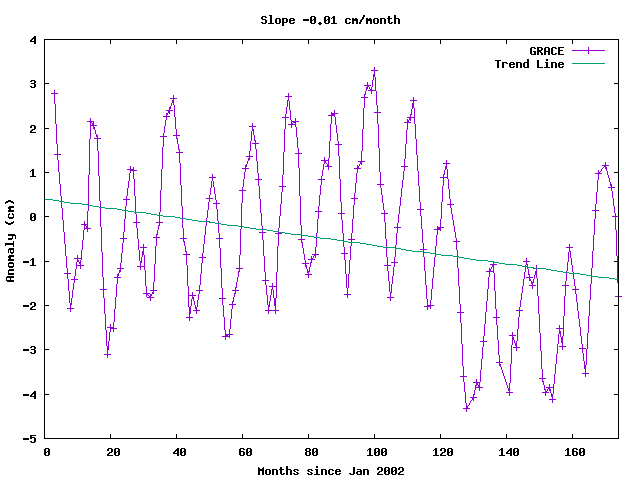 Slope -0.01 cm/month
4
GRACE
Trend Line
3
2
1
0
-1
-2
-3
-4
-5
Anomaly (cm)
0 20 40 60 80 100 120 140 160
Months since Jan 2002